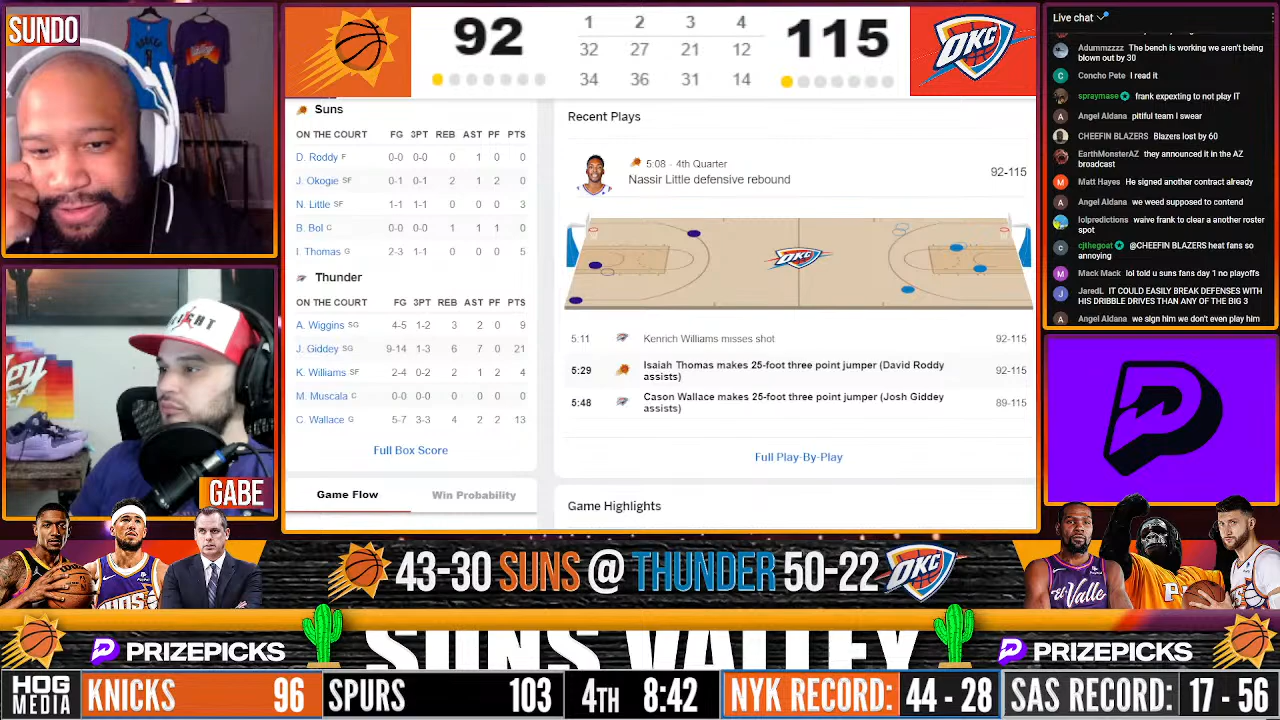 SUNDO
92
1 2 3 4
32 27 21 12
34 36 31 14
115
OKC
Suns
ON THE COURT FG 3PT REB AST PF PTS
D. Roddy F 0-0 0-0 0 1 0 0
J. Okogie SF 0-1 0-1 2 1 2 0
N. Little SF 1-1 1-1 0 0 0 3
B. Bol C 0-0 0-0 1 1 1 0
I. Thomas G 2-3 1-1 0 0 0 5
Thunder
ON THE COURT FG 3PT REB AST PF PTS
A. Wiggins SG 4-5 1-2 3 2 0 9
J. Giddey SG 9-14 1-3 6 7 0 21
K. Williams SF 2-4 0-2 2 1 2 4
M. Muscala C 0-0 0-0 0 0 0 0
C. Wallace G 5-7 3-3 4 2 2 13
Full Box Score
Game Flow Win Probability
Recent Plays
5:08 - 4th Quarter
Nassir Little defensive rebound
92-115
OKC
5:11 Kenrich Williams misses shot 92-115
5:29 Isaiah Thomas makes 25-foot three point jumper (David Roddy
assists) 92-115
5:48 Cason Wallace makes 25-foot three point jumper (Josh Giddey
assists) 89-115
Full Play-By-Play
Game Highlights
Live chat
Adummzzzz The bench is working we aren't being
blown out by 30
Concho Pete I read it
spraymase frank expexting to not play IT
Angel Aldana pitiful team I swear
CHEEFIN BLAZERS Blazers lost by 60
EarthMonsterAZ they announced it in the AZ
broadcast
Matt Hayes He signed another contract already
Angel Aldana we weed supposed to contend
lolpredictions waive frank to clear a another roster
spot
cjthegoat @CHEEFIN BLAZERS heat fans so
annoying
Mack Mack lol told u suns fans day 1 no playoffs
JaredL IT COULD EASILY BREAK DEFENSES WITH
HIS DRIBBLE DRIVES THAN ANY OF THE BIG 3
Angel Aldana we sign him we don't even play him
GABE
43-30 SUNS @ THUNDER 50-22 OKC
PRIZEPICKS SUNS VALLEY PRIZEPICKS
HOG
MEDIA
KNICKS 96 SPURS 103 4TH 8:42 NYK RECORD: 44 - 28 SAS RECORD: 17 - 56